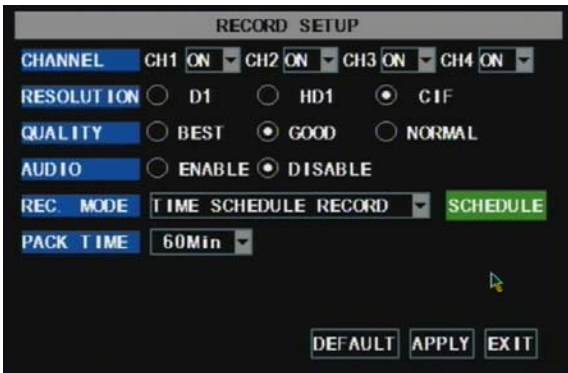 RECORD SETUP
CHANNEL CH1 ON CH2 ON CH3 ON CH4 ON
RESOLUTION D1 HD1 CIF
QUALITY BEST GOOD NORMAL
AUDIO ENABLE DISABLE
REC. MODE TIME SCHEDULE RECORD SCHEDULE
PACK TIME 60Min
DEFAULT APPLY EXIT